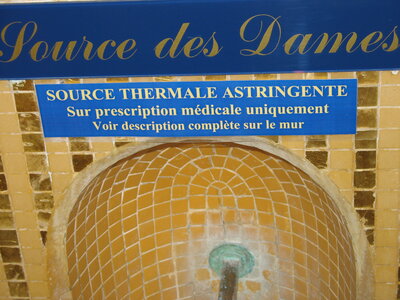 Source des Dames
SOURCE THERMALE ASTRINGENTE
Sur prescription médicale uniquement
Voir description complète sur le mur